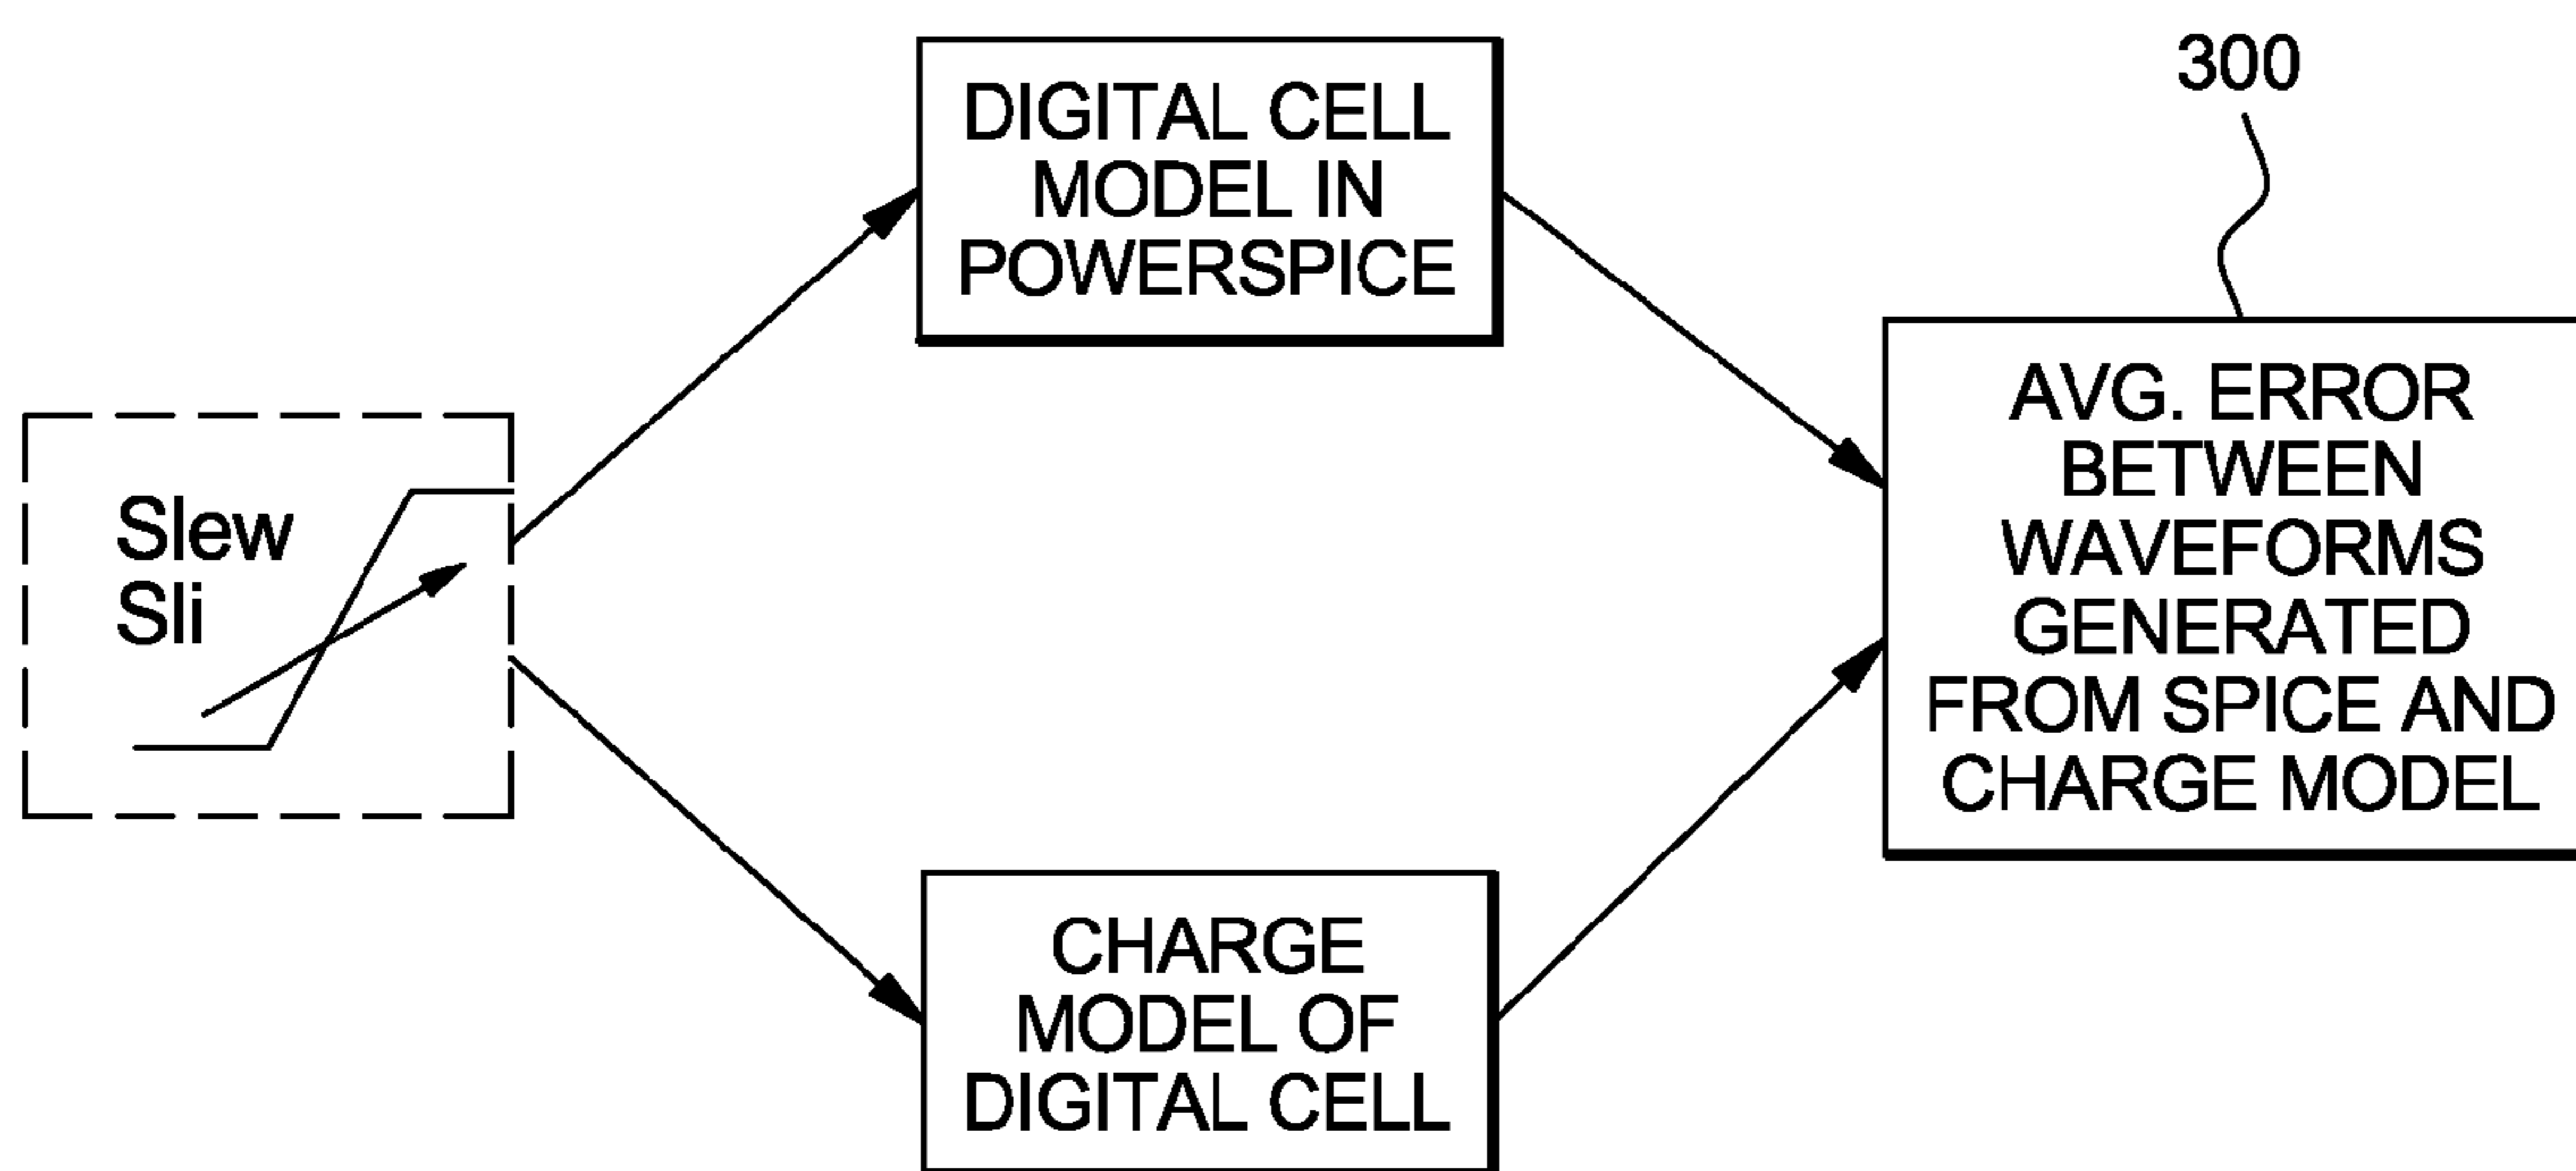 DIGITAL CELL
MODEL IN
POWERSPICE
300
Slew
Sli
AVG. ERROR
BETWEEN
WAVEFORMS
GENERATED
FROM SPICE AND
CHARGE MODEL
CHARGE
MODEL OF
DIGITAL CELL